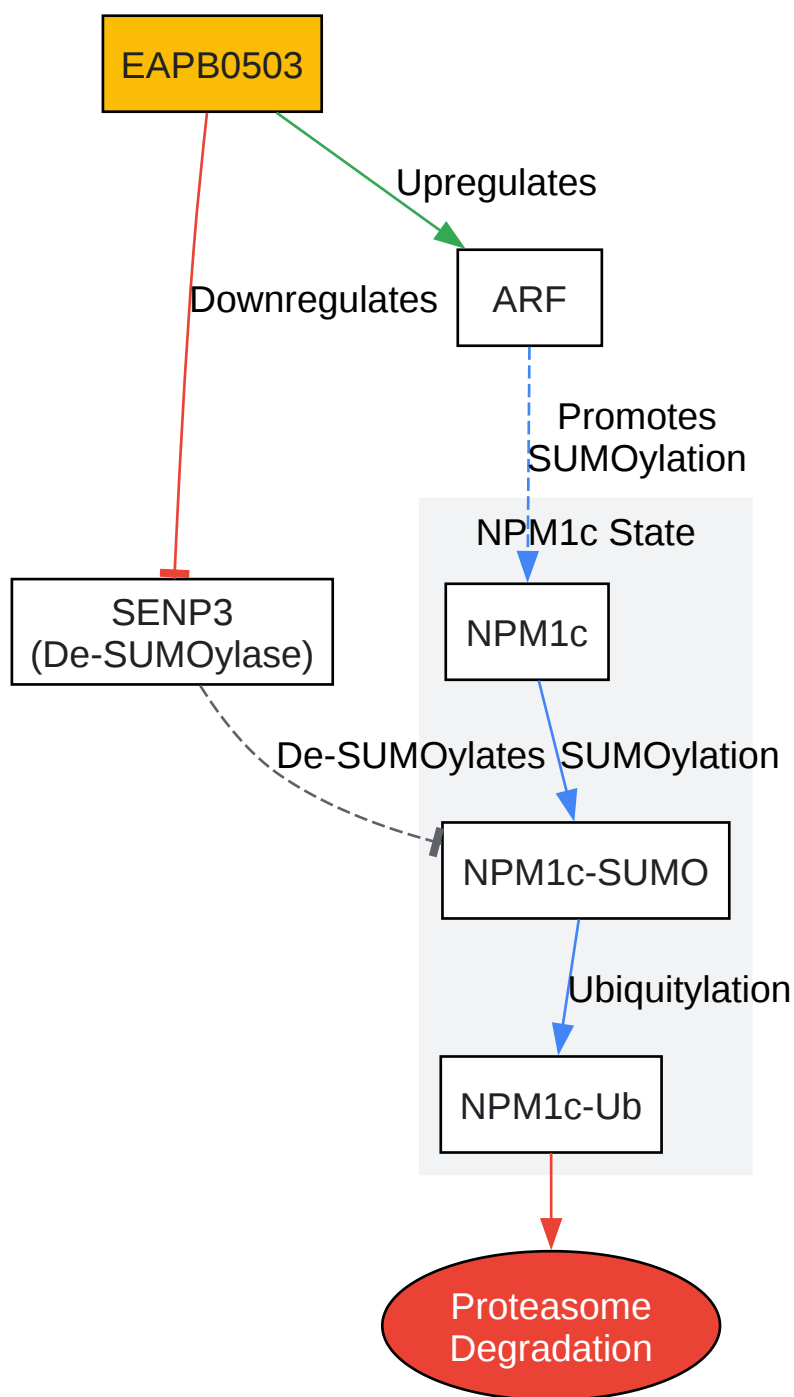 EAPB0503
Upregulates
Downregulates
ARF
Promotes
SUMOylation
NPM1c State
SENP3
(De-SUMOylase)
NPM1c
De-SUMOylates
SUMOylation
NPM1c-SUMO
Ubiquitylation
NPM1c-Ub
Proteasome
Degradation